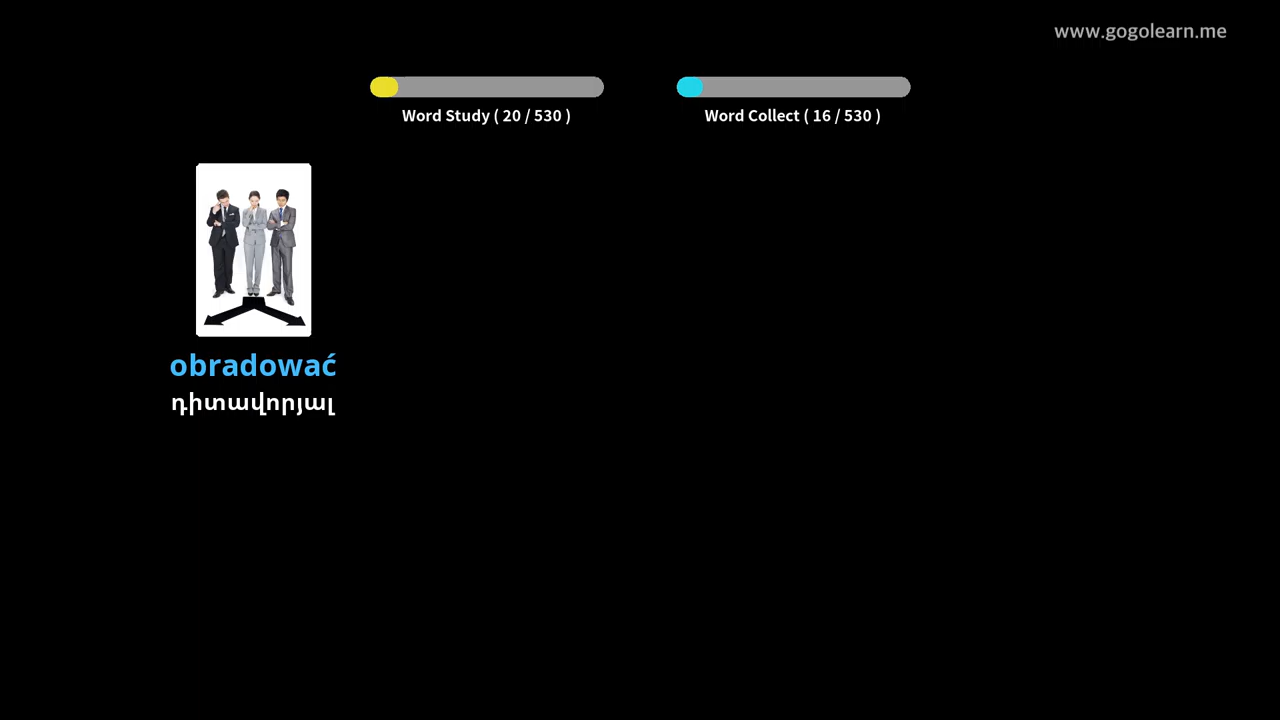 www.gogolearn.me
Word Study ( 20 / 530 )
Word Collect ( 16 / 530 )
obradować
դիտավորյալ